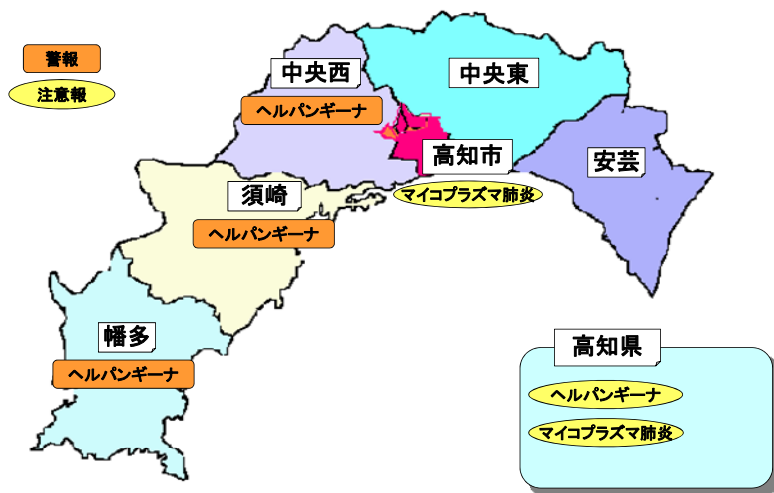 警報
注意報
中央西
ヘルパンギーナ
中央東
高知市
マイコプラズマ肺炎
安芸
須崎
ヘルパンギーナ
幡多
ヘルパンギーナ
高知県
ヘルパンギーナ
マイコプラズマ肺炎